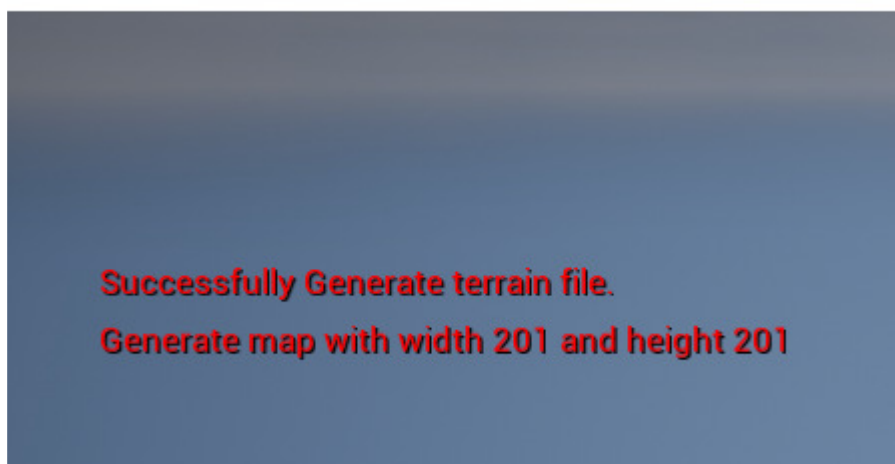 Successfully Generate terrain file.
Generate map with width 201 and height 201